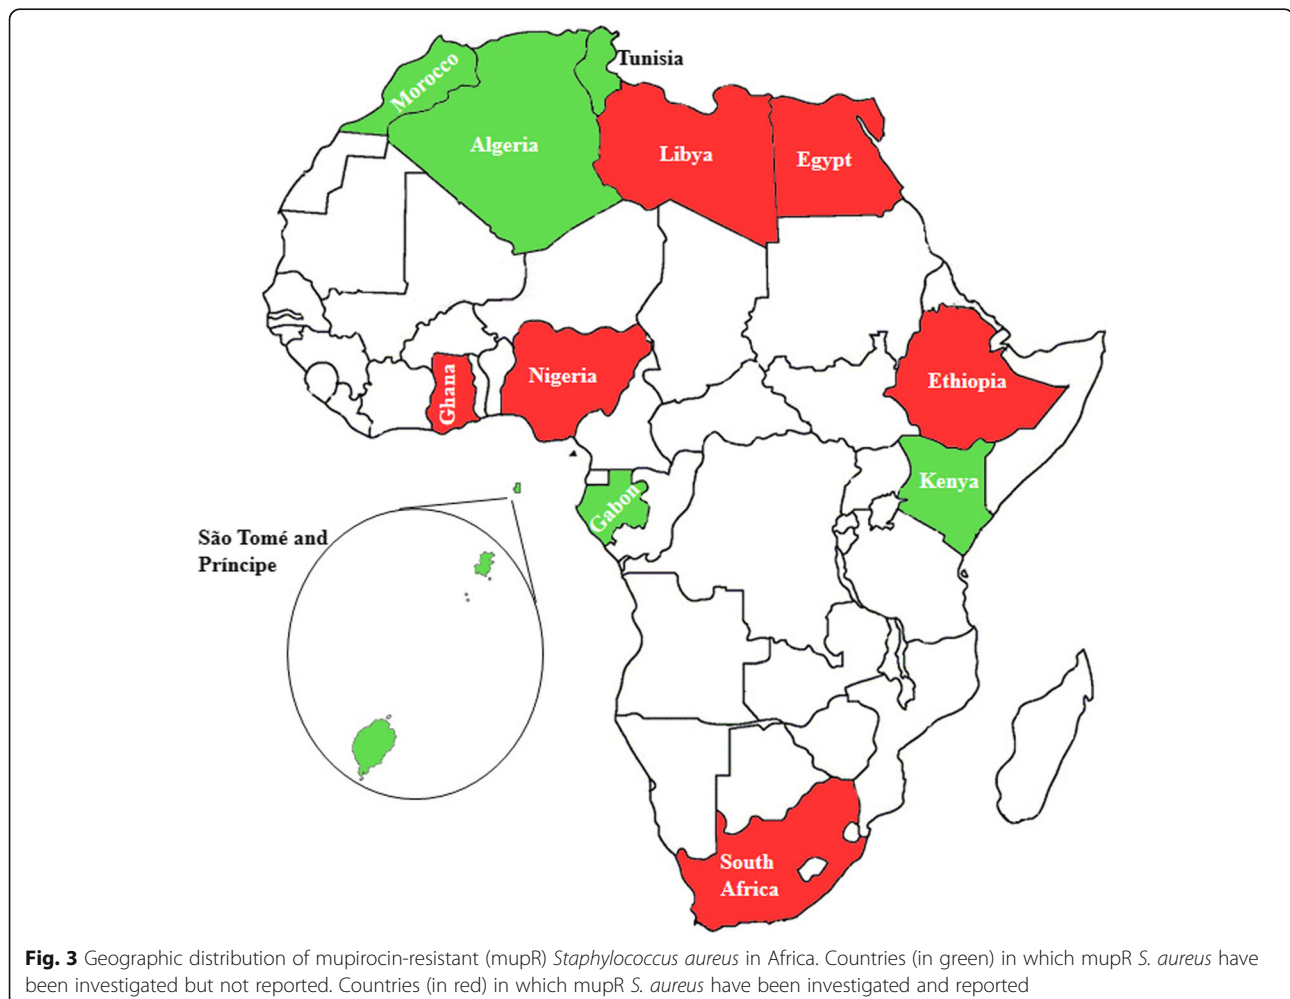 Morocco
Tunisia
Algeria
Libya
Egypt
Ghana
Nigeria
Ethiopia
Kenya
Gabon
São Tomé and
Príncipe
South
Africa
Fig. 3 Geographic distribution of mupirocin-resistant (mupR) Staphylococcus aureus in Africa. Countries (in green) in which mupR S. aureus have
been investigated but not reported. Countries (in red) in which mupR S. aureus have been investigated and reported